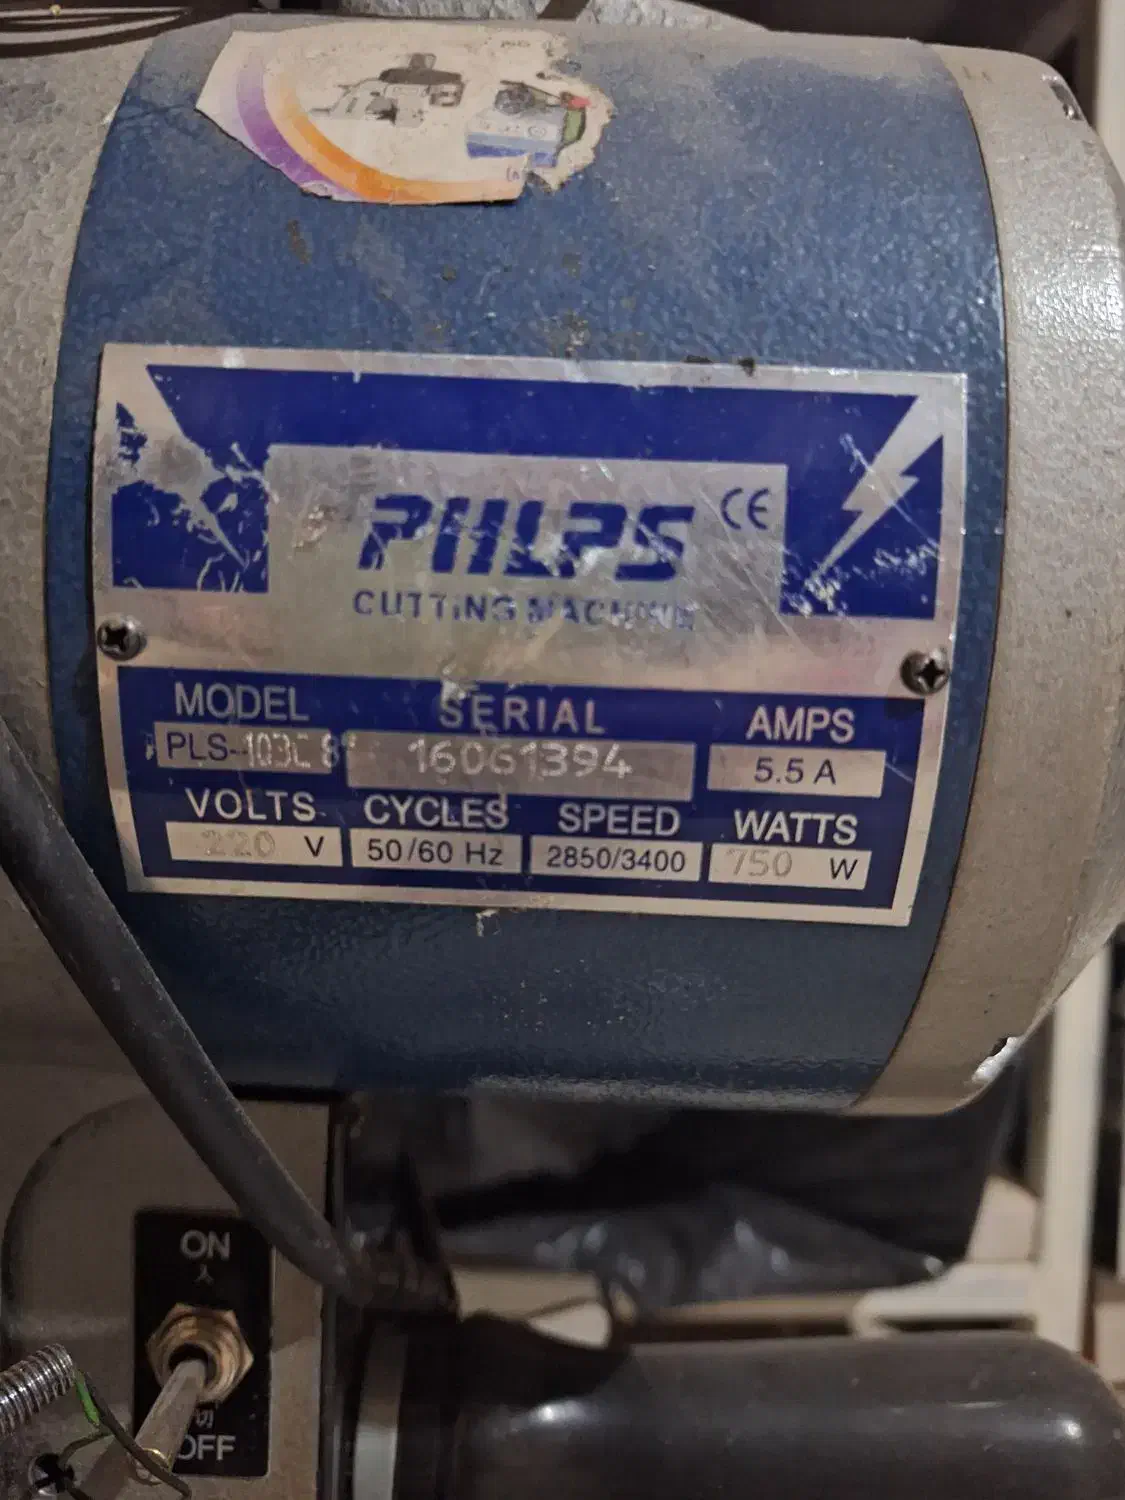 PHLPS CE
CUTTING MACHINE
MODEL SERIAL AMPS
PLS- 16061394 5.5 A
VOLTS CYCLES SPEED WATTS
220 V 50/60 Hz 2850/3400 750 W
ON
OFF